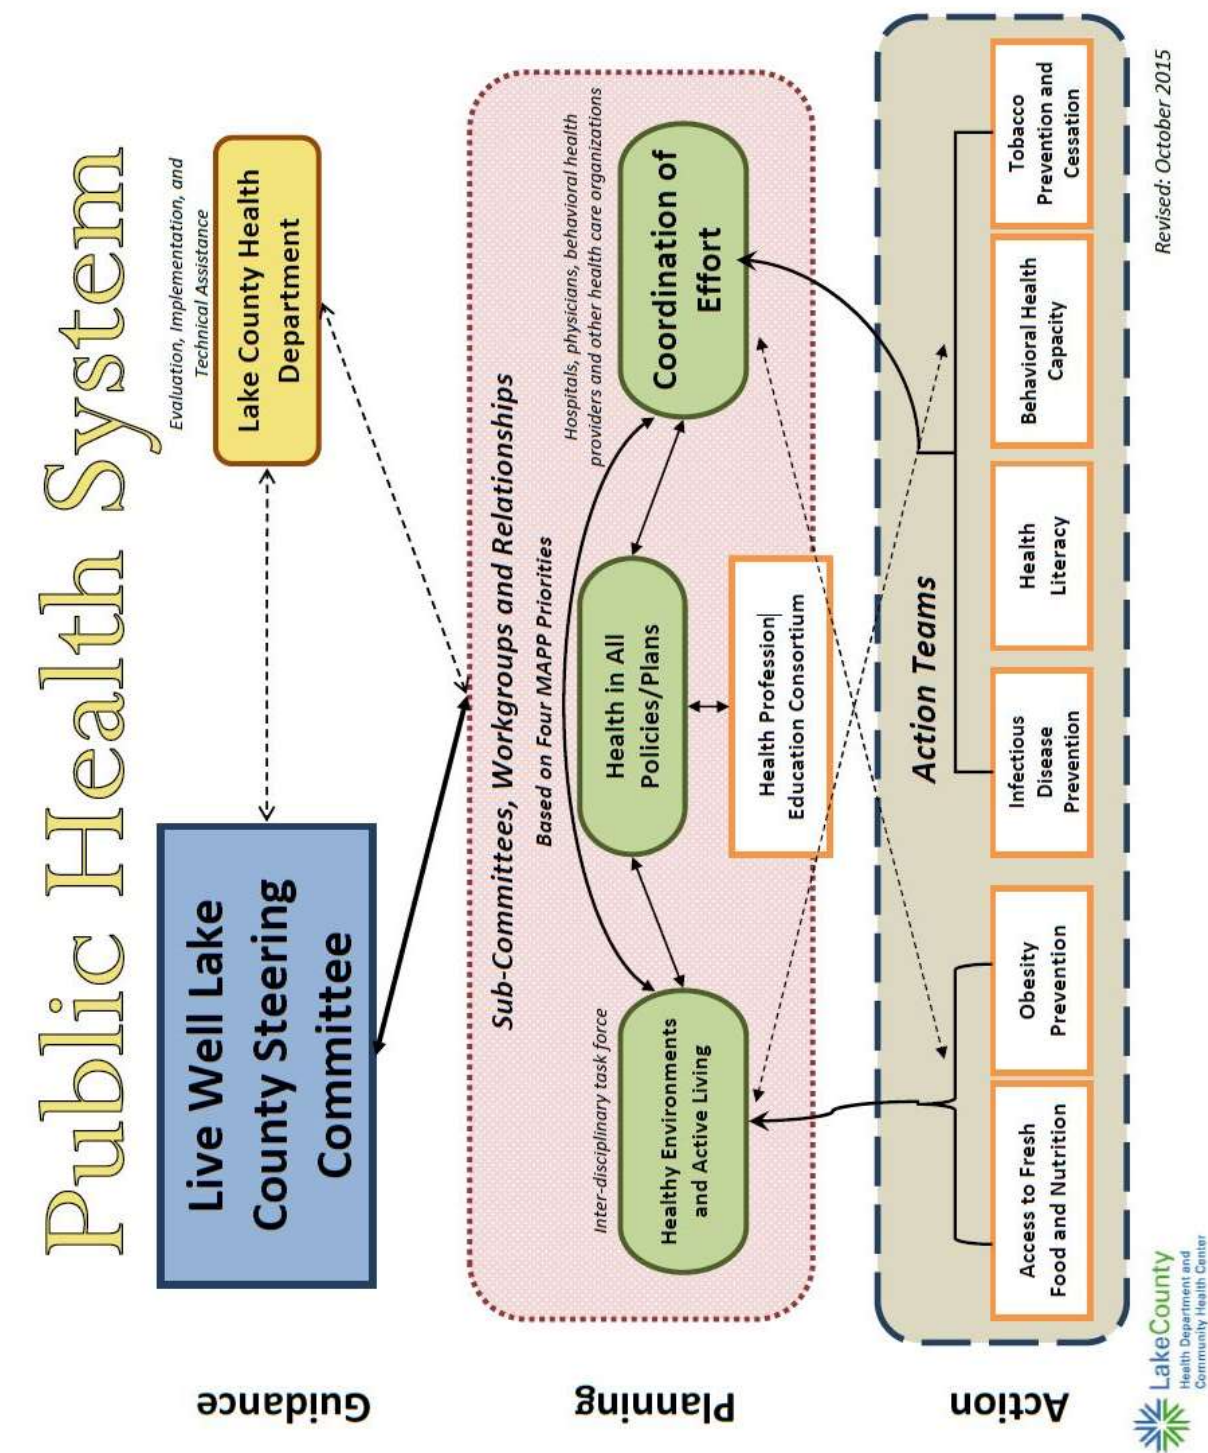 Public Health System
Guidance
Live Well Lake
County Steering
Committee
Evaluation, Implementation, and
Technical Assistance
Lake County Health
Department
Planning
Sub-Committees, Workgroups and Relationships
Based on Four MAPP Priorities
Inter-disciplinary task force
Healthy Environments
and Active Living
Health in All
Policies/Plans
Health Profession
Education Consortium
Hospitals, physicians, behavioral health
providers and other health care organizations
Coordination of
Effort
Action
Action Teams
Access to Fresh
Food and Nutrition
Obesity
Prevention
Infectious
Disease
Prevention
Health
Literacy
Behavioral Health
Capacity
Tobacco
Prevention and
Cessation
LakeCounty
Health Department and
Community Health Center
Revised: October 2015